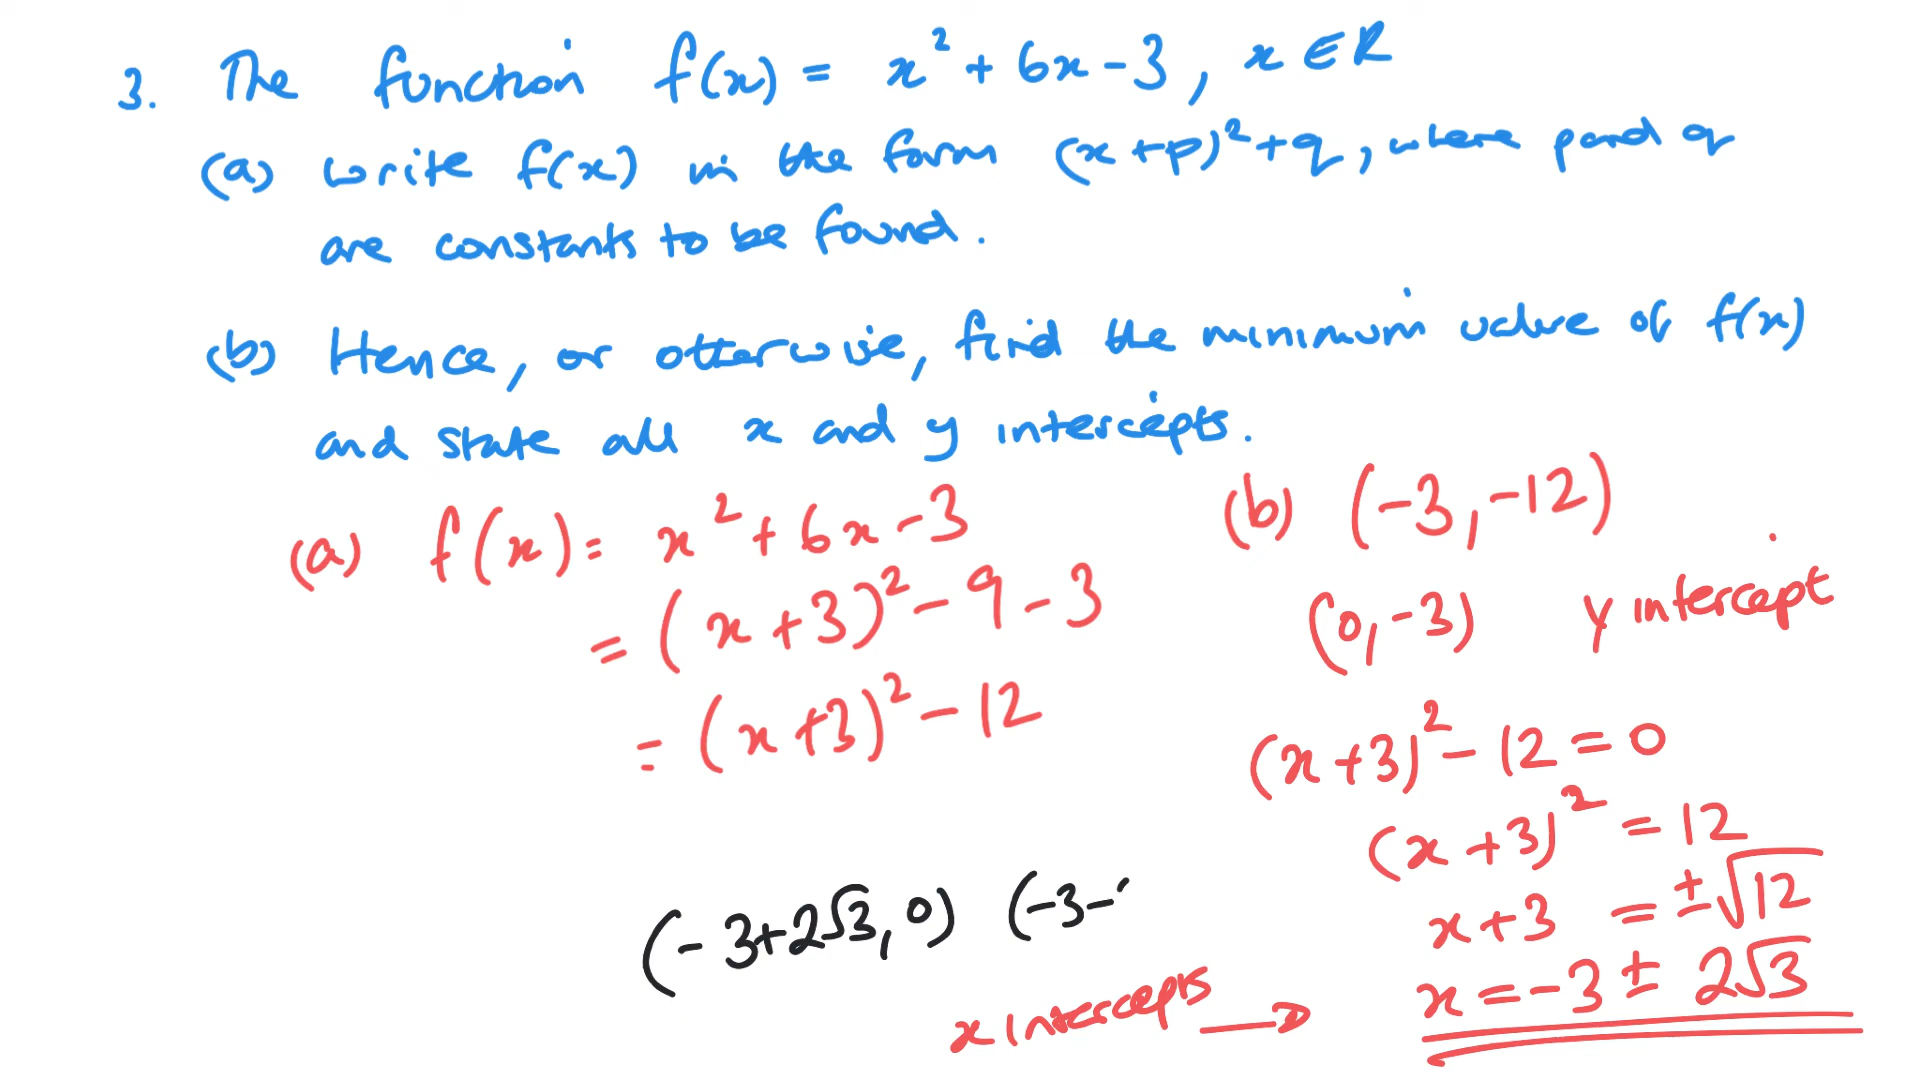 3. The function f(x) = x² + 6x - 3, x ∈ R
(a) write f(x) in the form (x + p)² + q, where p and q
are constants to be found.
(b) Hence, or otherwise, find the minimum value of f(x)
and state all x and y intercepts.
(a) f(x) = x² + 6x - 3
= (x + 3)² - 9 - 3
= (x + 3)² - 12
(b) (-3, -12)
(0, -3) y intercept
(x + 3)² - 12 = 0
(x + 3)² = 12
x + 3 = ±√12
x = -3 ± 2√3
x intercepts →
(-3 + 2√3, 0) (-3 -